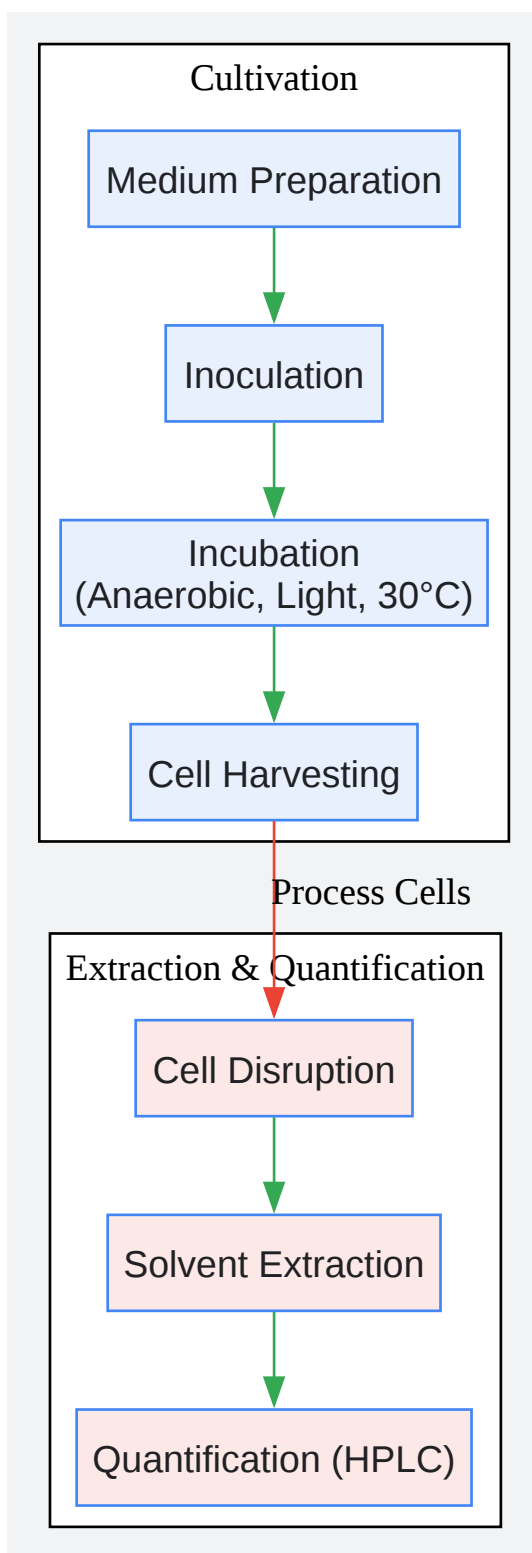 Cultivation
Medium Preparation
Inoculation
Incubation
(Anaerobic, Light, 30°C)
Cell Harvesting
Process Cells
Extraction & Quantification
Cell Disruption
Solvent Extraction
Quantification (HPLC)